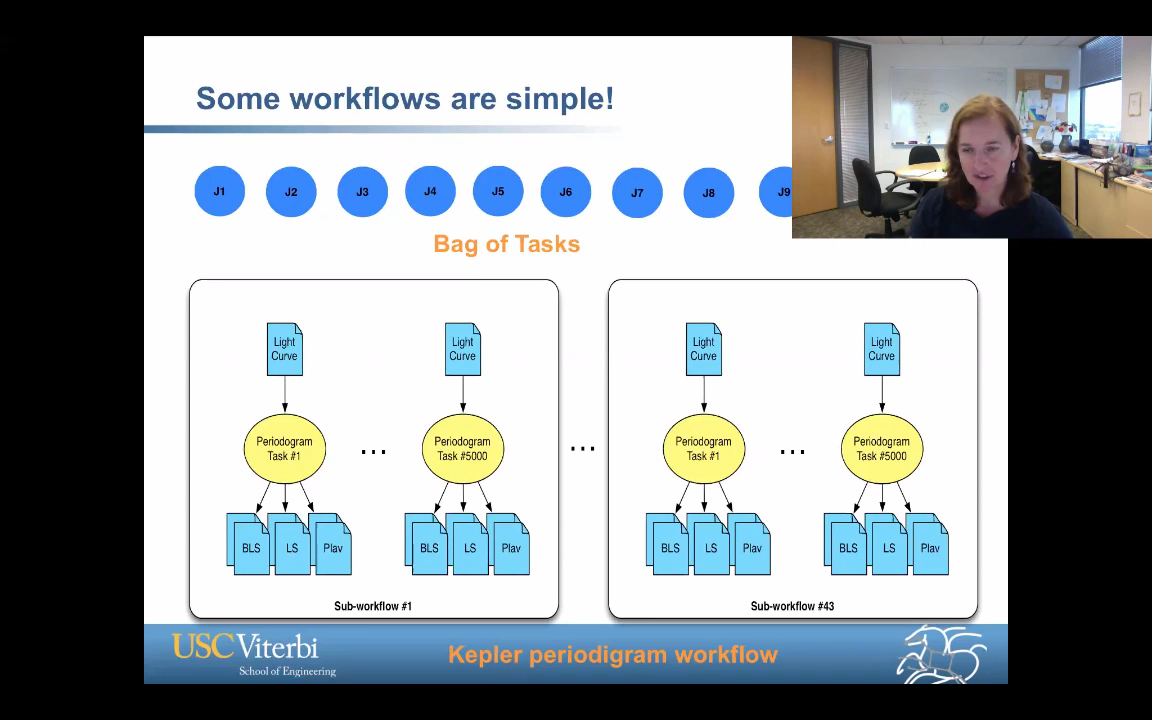 Some workflows are simple!
J1 J2 J3 J4 J5 J6 J7 J8 J9
Bag of Tasks
Light Curve
Light Curve
Light Curve
Light Curve
Periodogram Task #1
...
Periodogram Task #5000
...
Periodogram Task #1
...
Periodogram Task #5000
BLS LS Plav
BLS LS Plav
BLS LS Plav
BLS LS Plav
Sub-workflow #1
Sub-workflow #43
USC Viterbi
School of Engineering
Kepler periodigram workflow